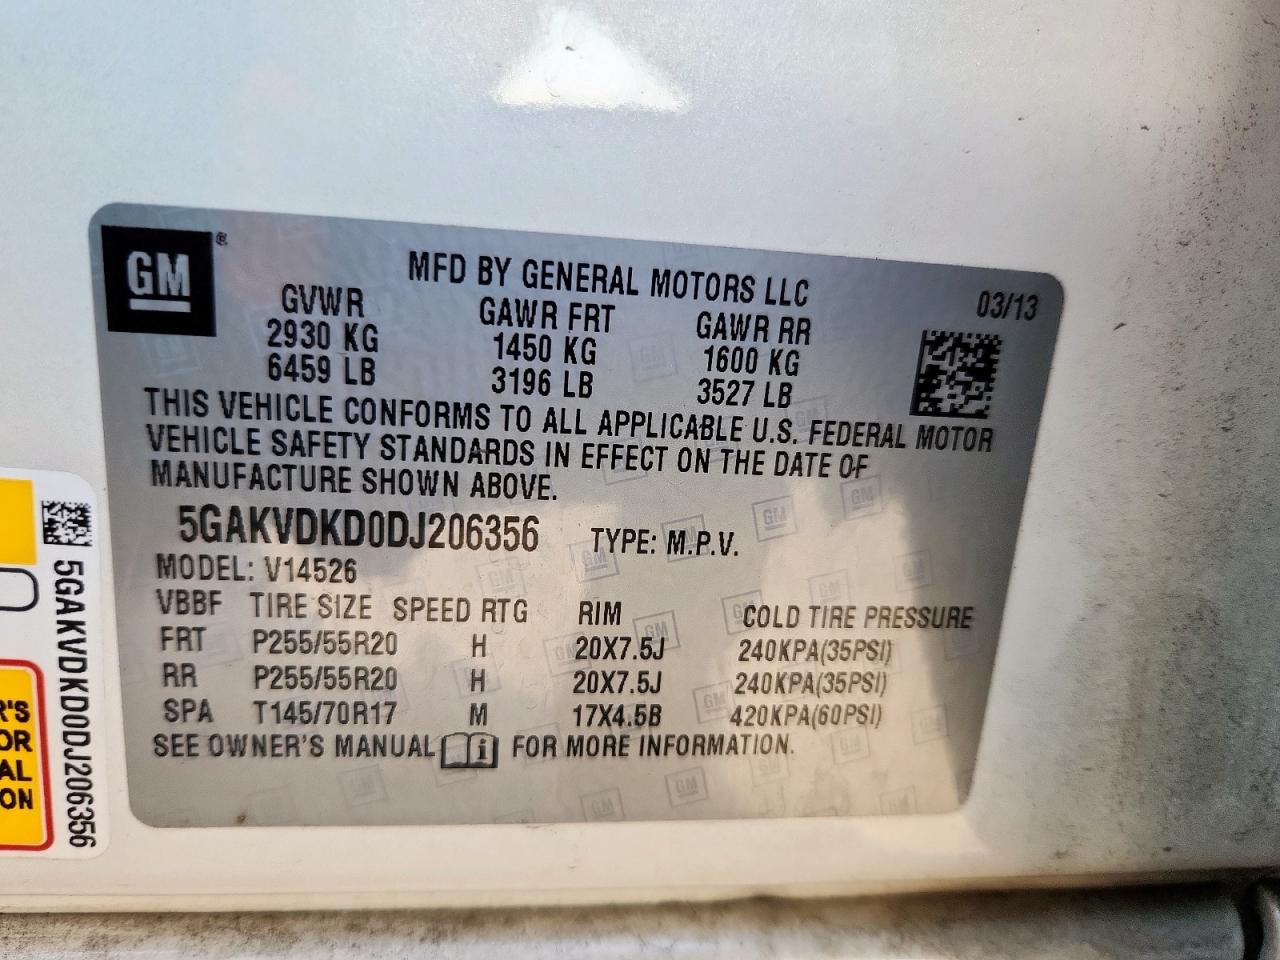 GM®
MFD BY GENERAL MOTORS LLC
03/13
GVWR GAWR FRT GAWR RR
2930 KG 1450 KG 1600 KG
6459 LB 3196 LB 3527 LB
THIS VEHICLE CONFORMS TO ALL APPLICABLE U.S. FEDERAL MOTOR
VEHICLE SAFETY STANDARDS IN EFFECT ON THE DATE OF
MANUFACTURE SHOWN ABOVE.
5GAKVDKD0DJ206356 TYPE: M.P.V.
MODEL: V14526
VBBF TIRE SIZE SPEED RTG RIM COLD TIRE PRESSURE
FRT P255/55R20 H 20X7.5J 240KPA(35PSI)
RR P255/55R20 H 20X7.5J 240KPA(35PSI)
SPA T145/70R17 M 17X4.5B 420KPA(60PSI)
SEE OWNER'S MANUAL i FOR MORE INFORMATION.
5GAKVDKD0DJ206356
R'S
OR
AL
ON